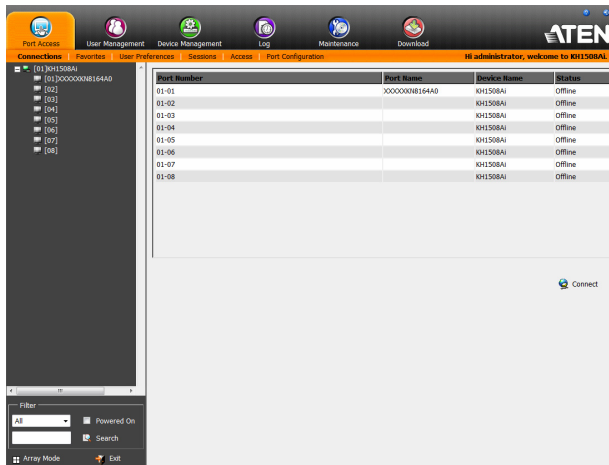 ATEN
Port Access User Management Device Management Log Maintenance Download
Connections Favorites User Preferences Sessions Access Port Configuration Hi administrator, welcome to KH1508Ai.
[01]KH1508Ai
[01]XXXXXKN8164A0
[02]
[03]
[04]
[05]
[06]
[07]
[08]
Port Number Port Name Device Name Status
01-01 XXXXXKN8164A0 KH1508Ai Offline
01-02 KH1508Ai Offline
01-03 KH1508Ai Offline
01-04 KH1508Ai Offline
01-05 KH1508Ai Offline
01-06 KH1508Ai Offline
01-07 KH1508Ai Offline
01-08 KH1508Ai Offline
Connect
Filter
All Powered On
Search
Array Mode Exit